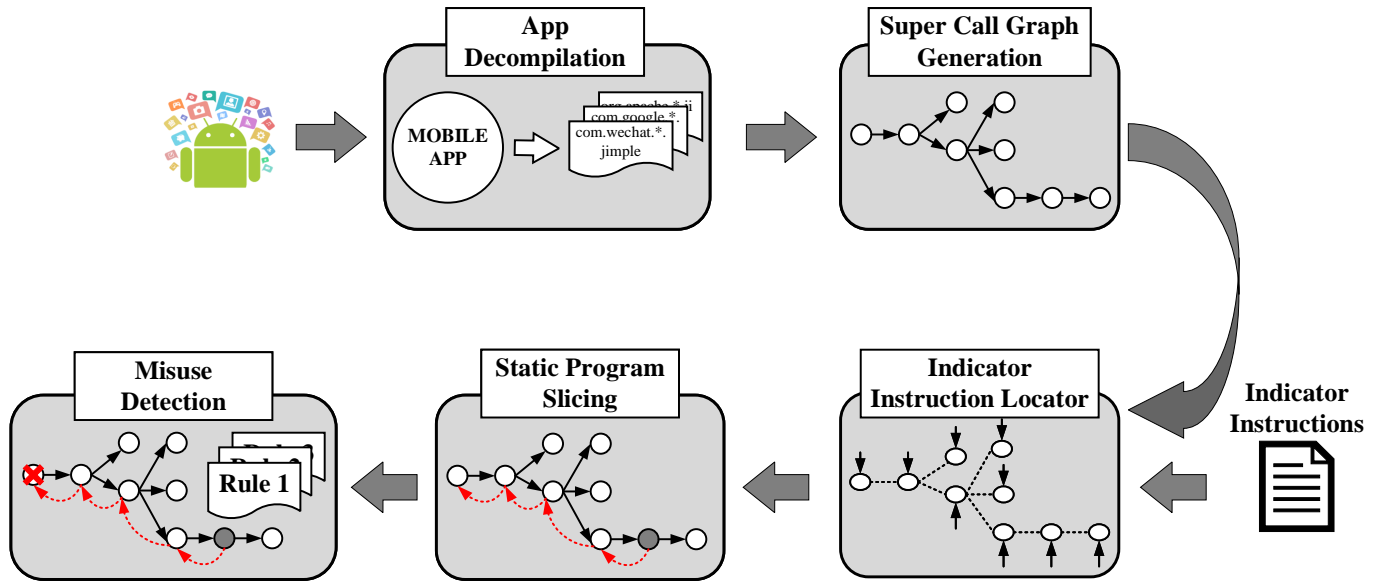 App
Decompilation
Super Call Graph
Generation
MOBILE
APP
com.google.*.
com.wechat.*.
jimple
Misuse
Detection
Static Program
Slicing
Indicator
Instruction Locator
Indicator
Instructions
Rule 1